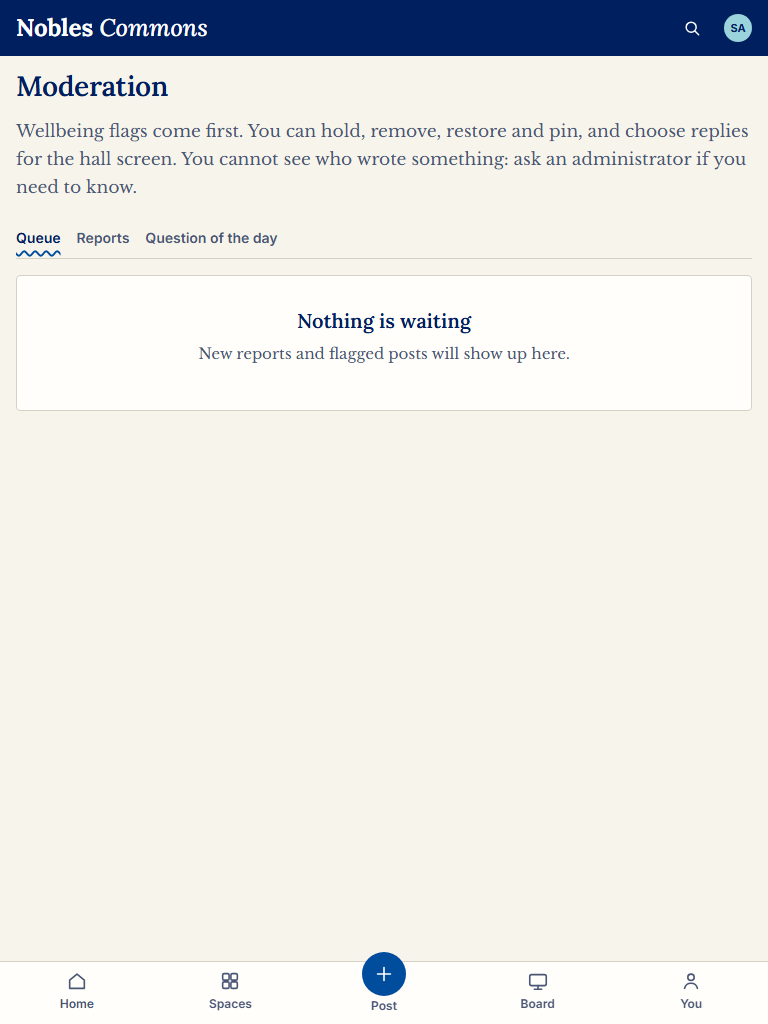 Nobles Commons
SA
Moderation
Wellbeing flags come first. You can hold, remove, restore and pin, and choose replies
for the hall screen. You cannot see who wrote something: ask an administrator if you
need to know.
Queue Reports Question of the day
Nothing is waiting
New reports and flagged posts will show up here.
Home Spaces Post Board You